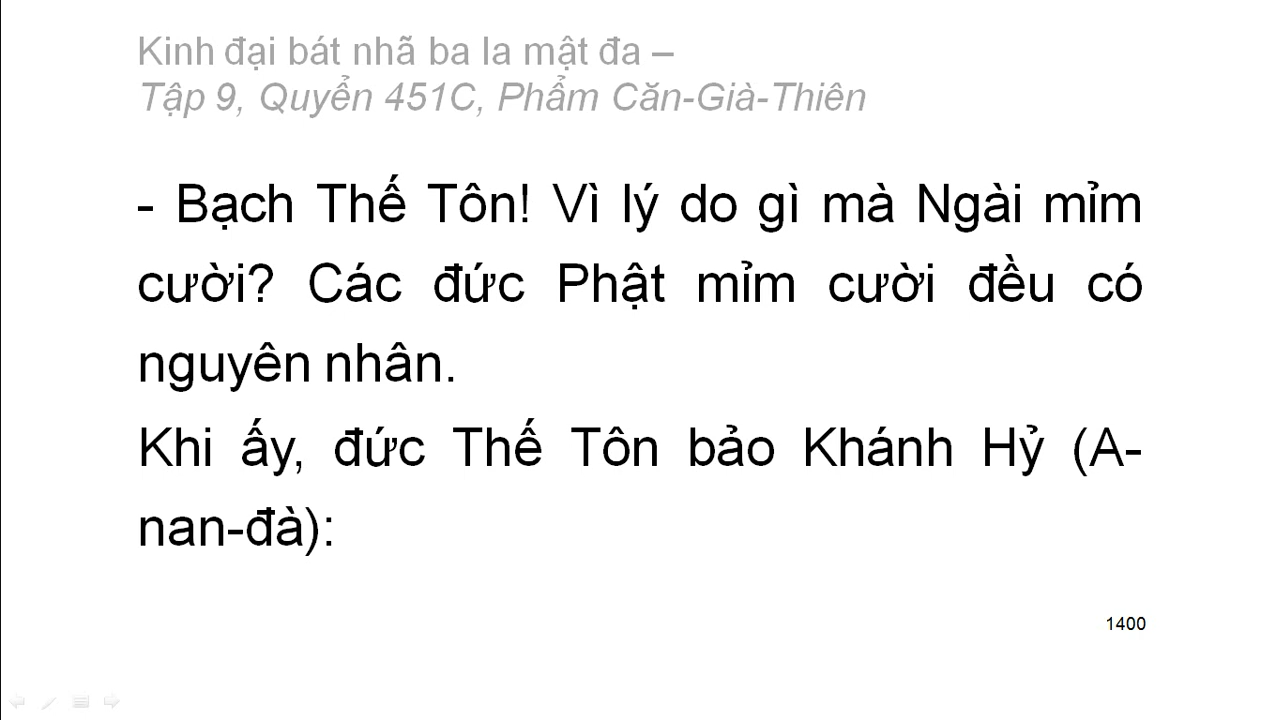 Kinh đại bát nhã ba la mật đa –
Tập 9, Quyển 451C, Phẩm Căn-Già-Thiên
- Bạch Thế Tôn! Vì lý do gì mà Ngài mỉm
cười? Các đức Phật mỉm cười đều có
nguyên nhân.
Khi ấy, đức Thế Tôn bảo Khánh Hỷ (A-
nan-đà):
1400